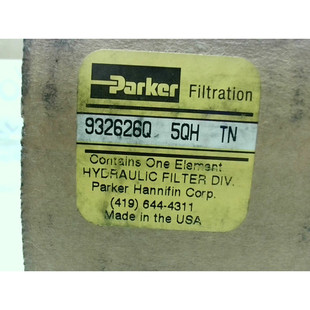 Parker Filtration
932626Q 5QH TN
Contains One Element
HYDRAULIC FILTER DIV.
Parker Hannifin Corp.
(419) 644-4311
Made in the USA